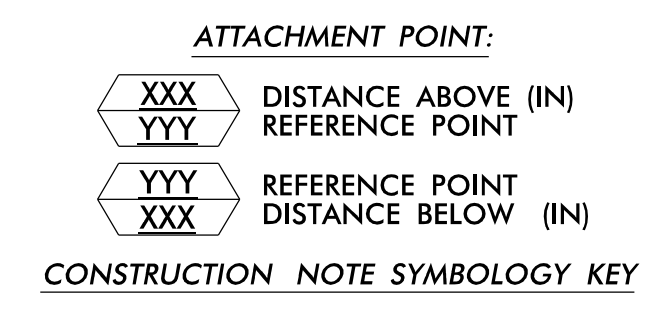 ATTACHMENT POINT:
XXX DISTANCE ABOVE (IN)
YYY REFERENCE POINT
YYY REFERENCE POINT
XXX DISTANCE BELOW (IN)
CONSTRUCTION NOTE SYMBOLOGY KEY